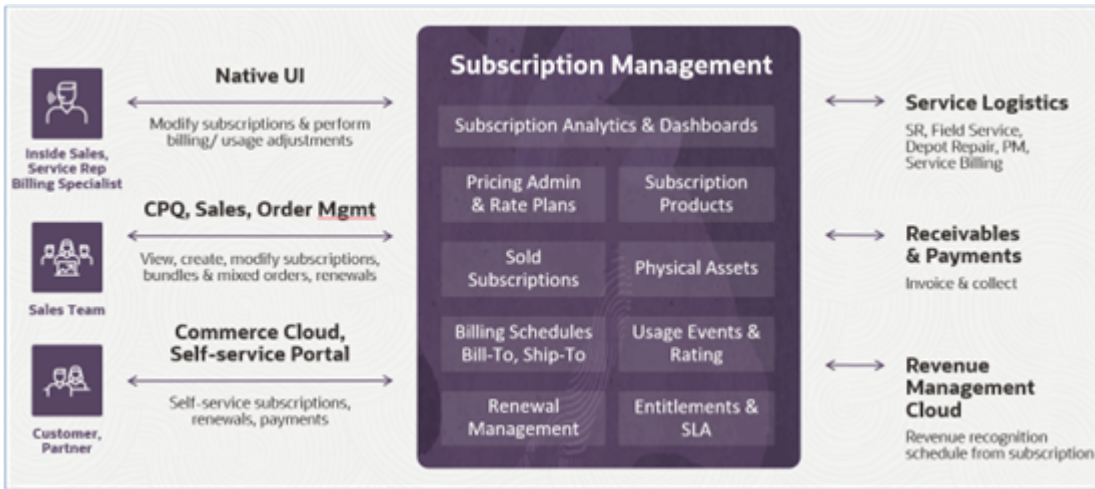 Inside Sales,
Service Rep
Billing Specialist
Native UI
Modify subscriptions & perform
billing/ usage adjustments
Sales Team
CPQ, Sales, Order Mgmt
View, create, modify subscriptions,
bundles & mixed orders, renewals
Customer,
Partner
Commerce Cloud,
Self-service Portal
Self-service subscriptions,
renewals, payments
Subscription Management
Subscription Analytics & Dashboards
Pricing Admin
& Rate Plans
Subscription
Products
Sold
Subscriptions
Physical Assets
Billing Schedules
Bill-To, Ship-To
Usage Events &
Rating
Renewal
Management
Entitlements &
SLA
Service Logistics
SR, Field Service,
Depot Repair, PM,
Service Billing
Receivables
& Payments
Invoice & collect
Revenue
Management
Cloud
Revenue recognition
schedule from subscription